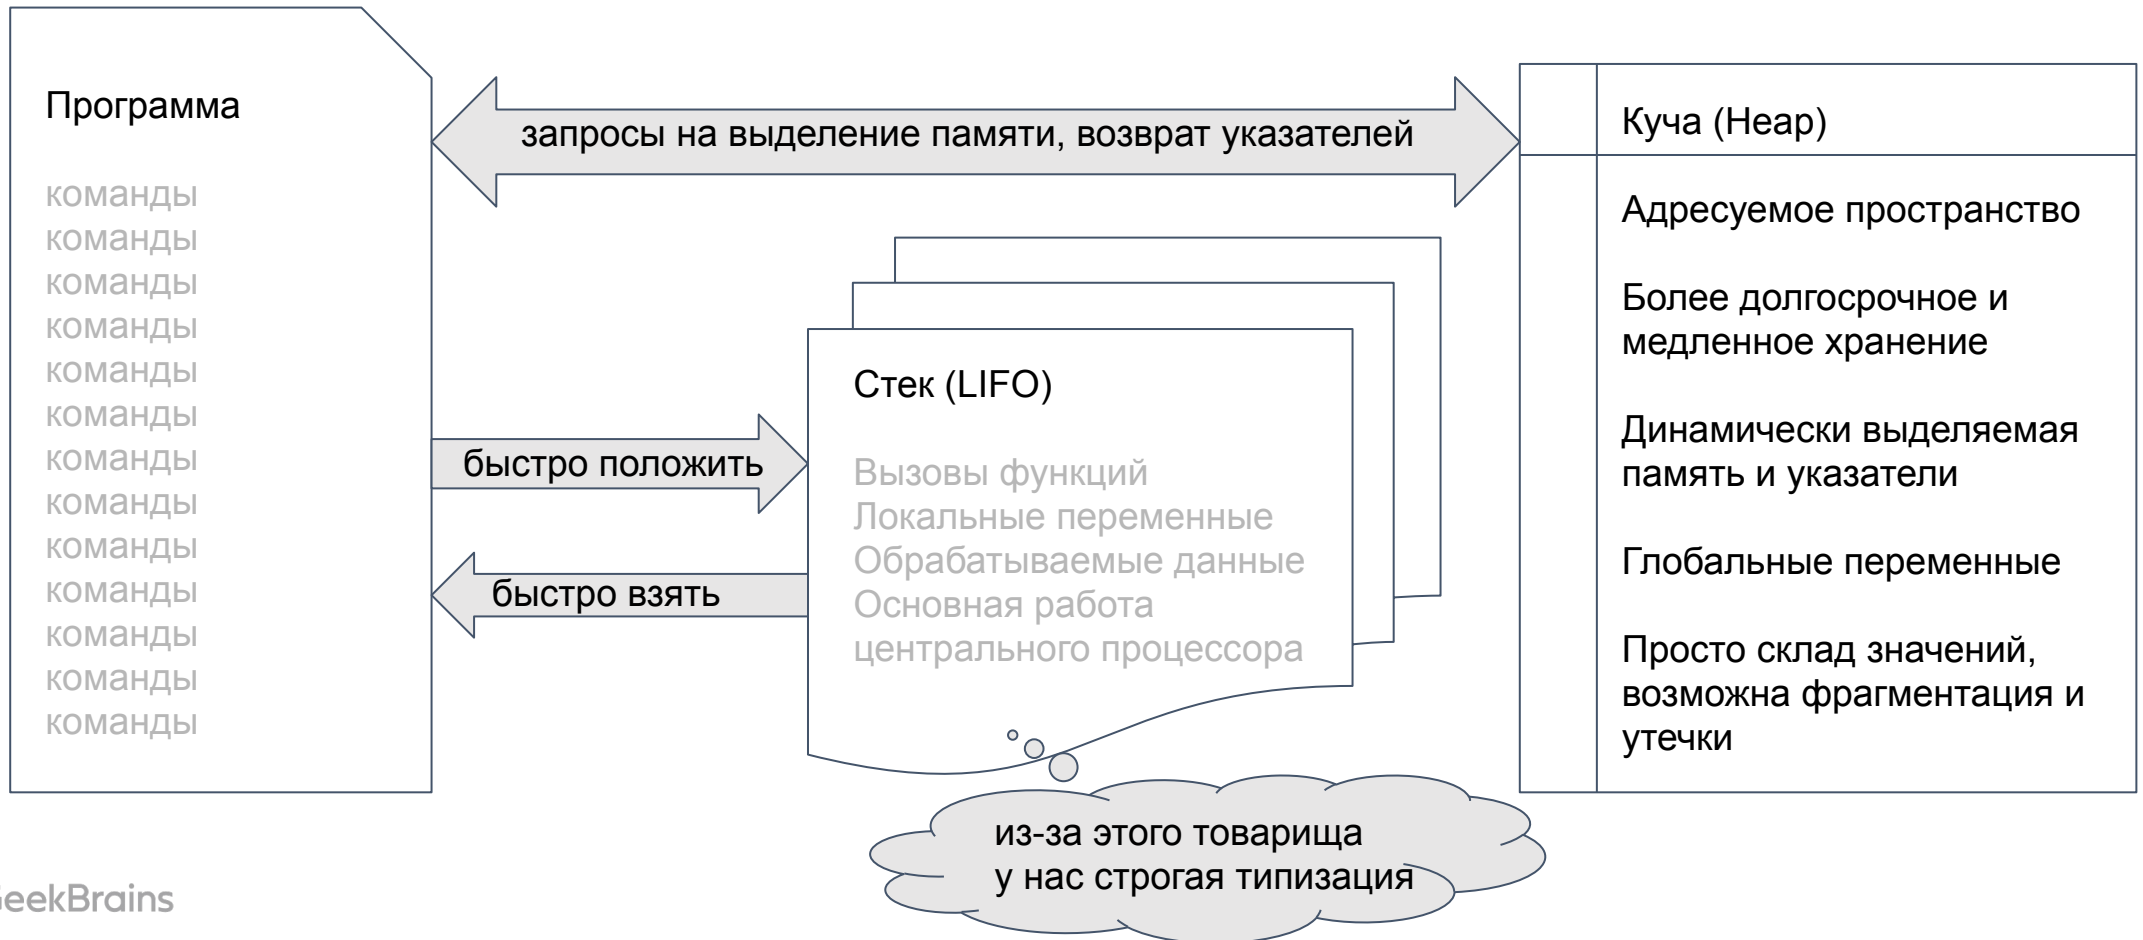 Программа
команды
команды
команды
команды
команды
команды
команды
команды
команды
команды
команды
команды
команды
запросы на выделение памяти, возврат указателей
быстро положить
быстро взять
Стек (LIFO)
Вызовы функций
Локальные переменные
Обрабатываемые данные
Основная работа
центрального процессора
из-за этого товарища
у нас строгая типизация
Куча (Heap)
Адресуемое пространство
Более долгосрочное и
медленное хранение
Динамически выделяемая
память и указатели
Глобальные переменные
Просто склад значений,
возможна фрагментация и
утечки
GeekBrains